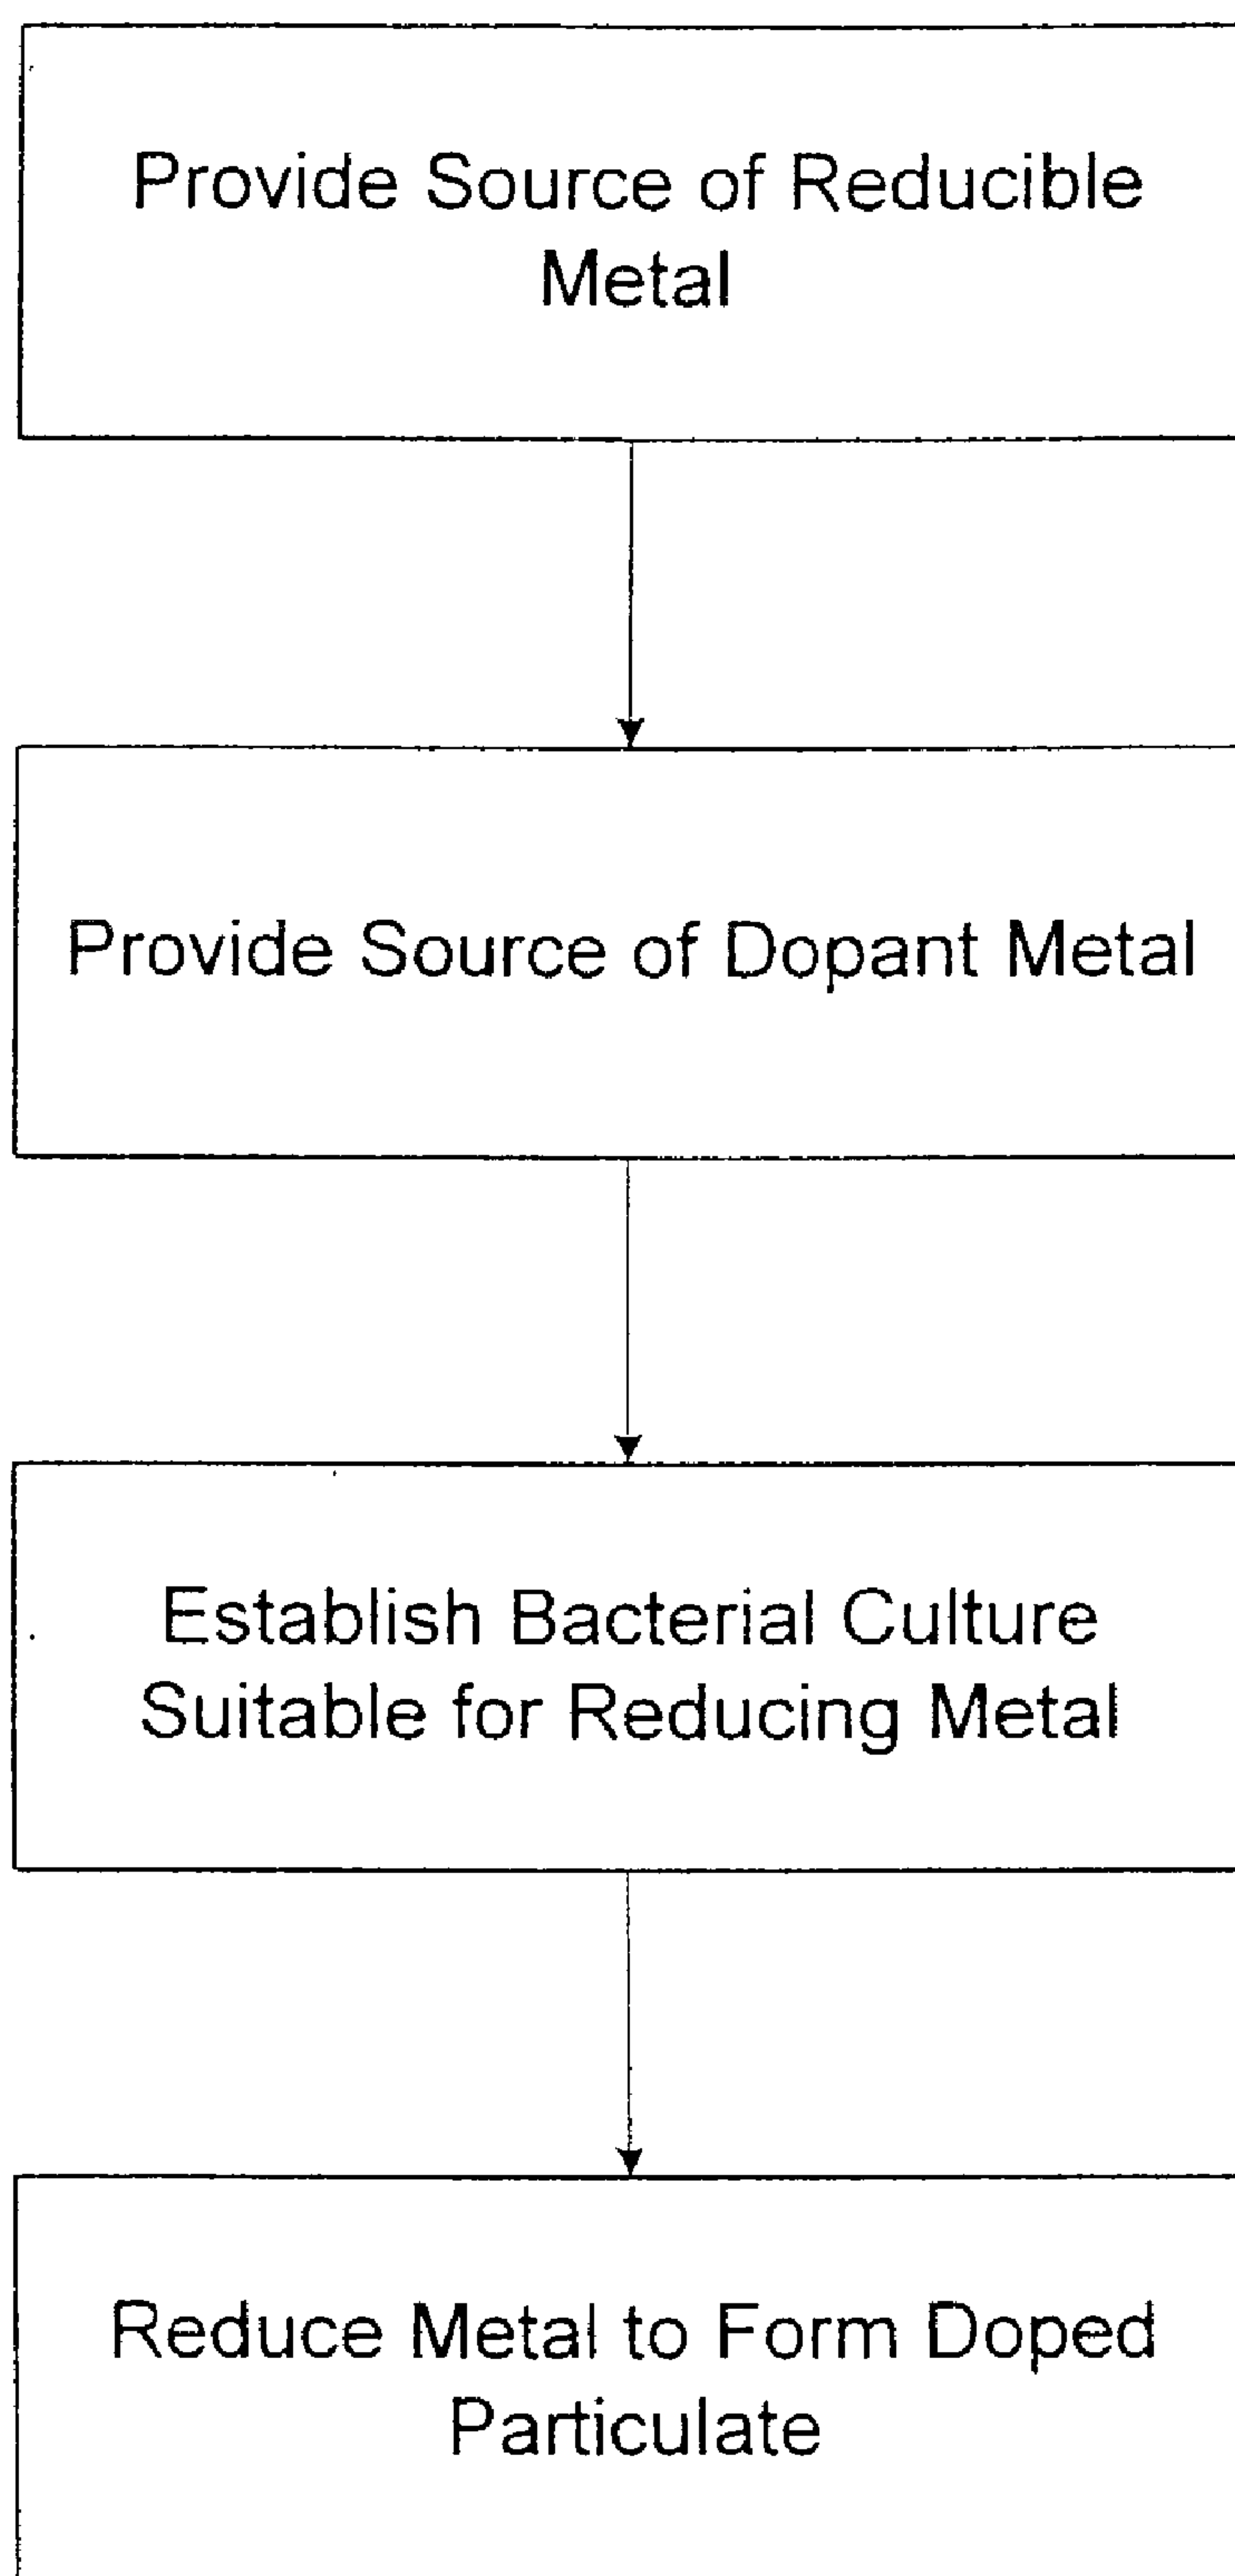 Provide Source of Reducible
Metal
Provide Source of Dopant Metal
Establish Bacterial Culture
Suitable for Reducing Metal
Reduce Metal to Form Doped
Particulate